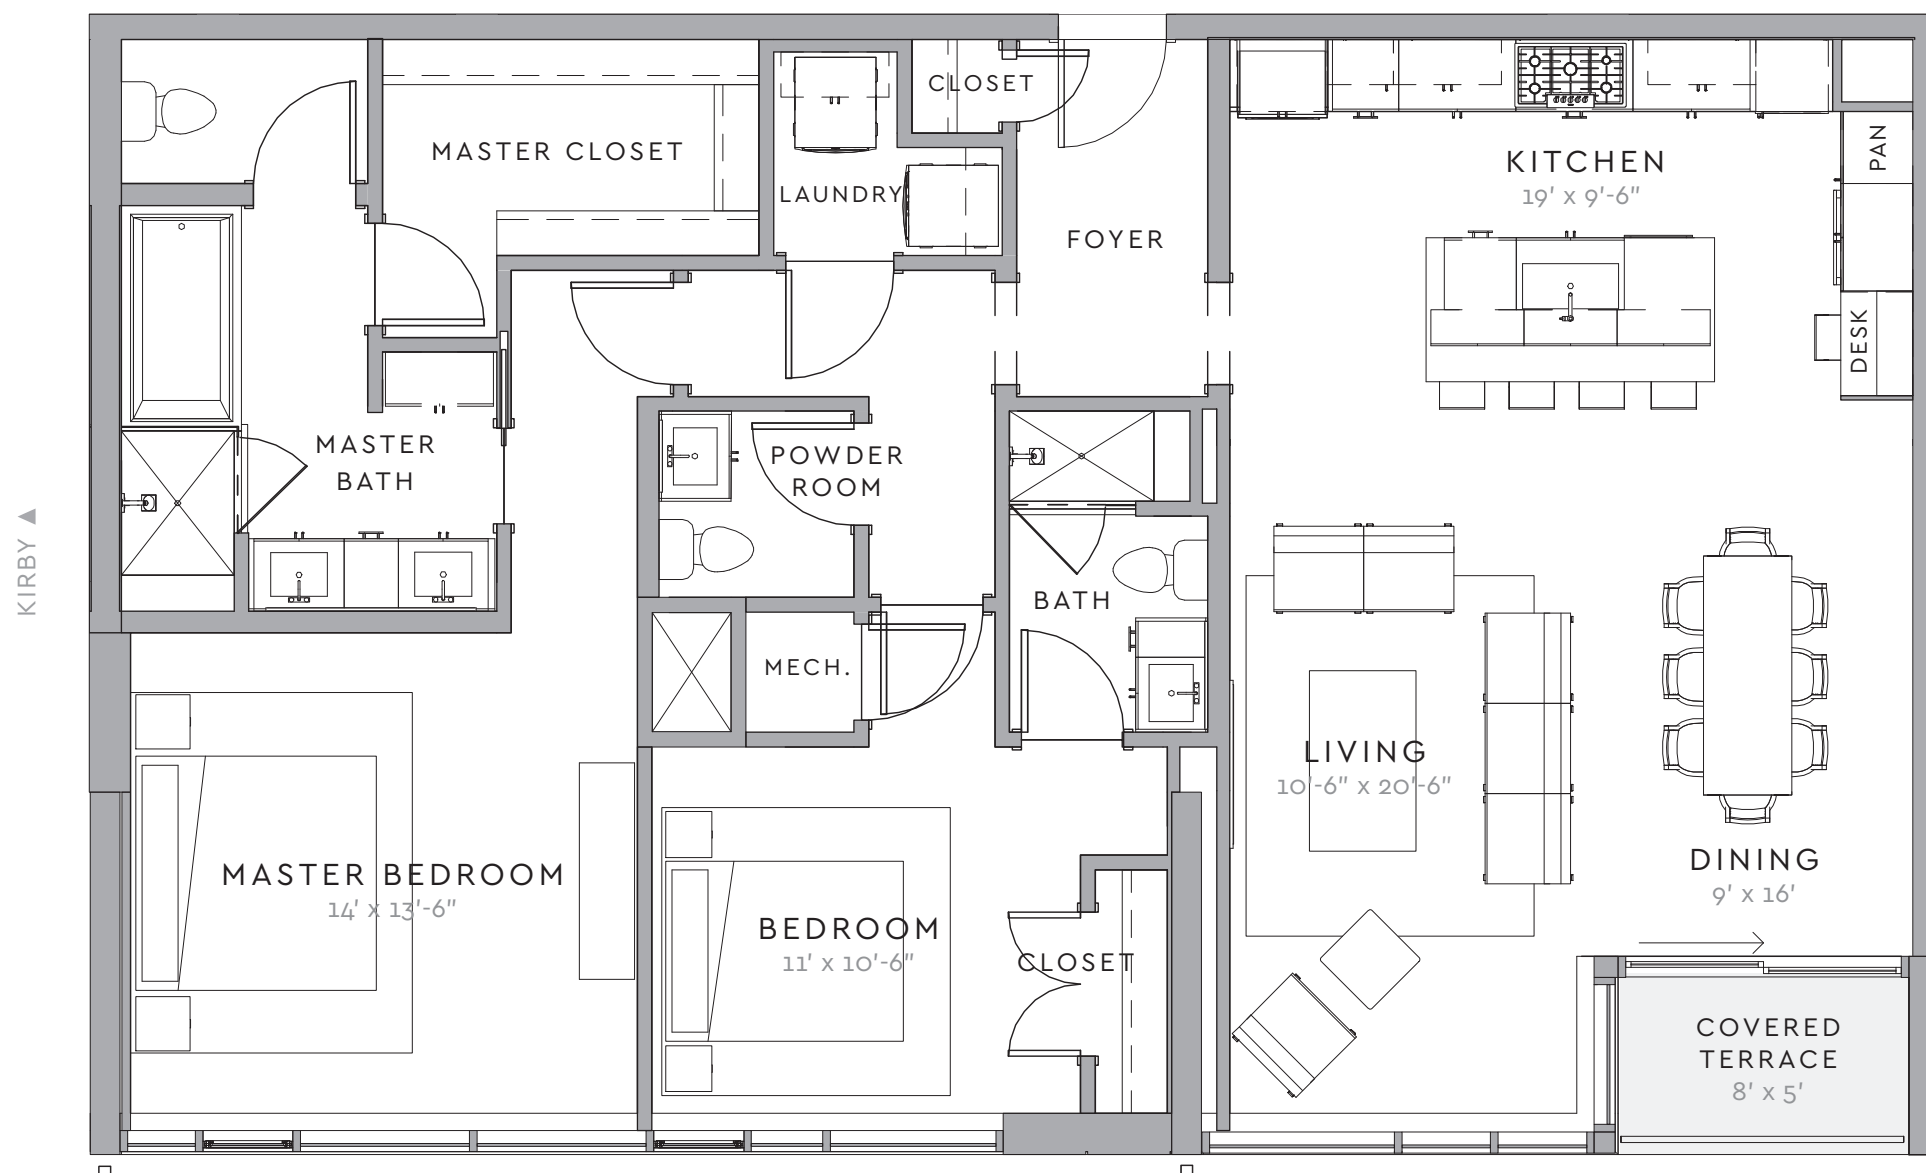 CLOSET
MASTER CLOSET
LAUNDRY
FOYER
KITCHEN
19' x 9'-6"
PAN
DESK
MASTER
BATH
POWDER
ROOM
BATH
MECH.
KIRBY ▲
LIVING
10'-6" x 20'-6"
DINING
9' x 16'
MASTER BEDROOM
14' x 13'-6"
BEDROOM
11' x 10'-6"
CLOSET
COVERED
TERRACE
8' x 5'